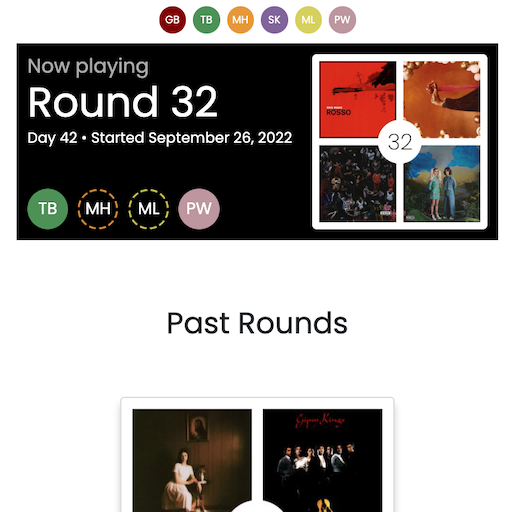 GB TB MH SK ML PW
Now playing
Round 32
Day 42 • Started September 26, 2022
TB MH ML PW
ROSSO
32
Past Rounds
Gipsy Kings